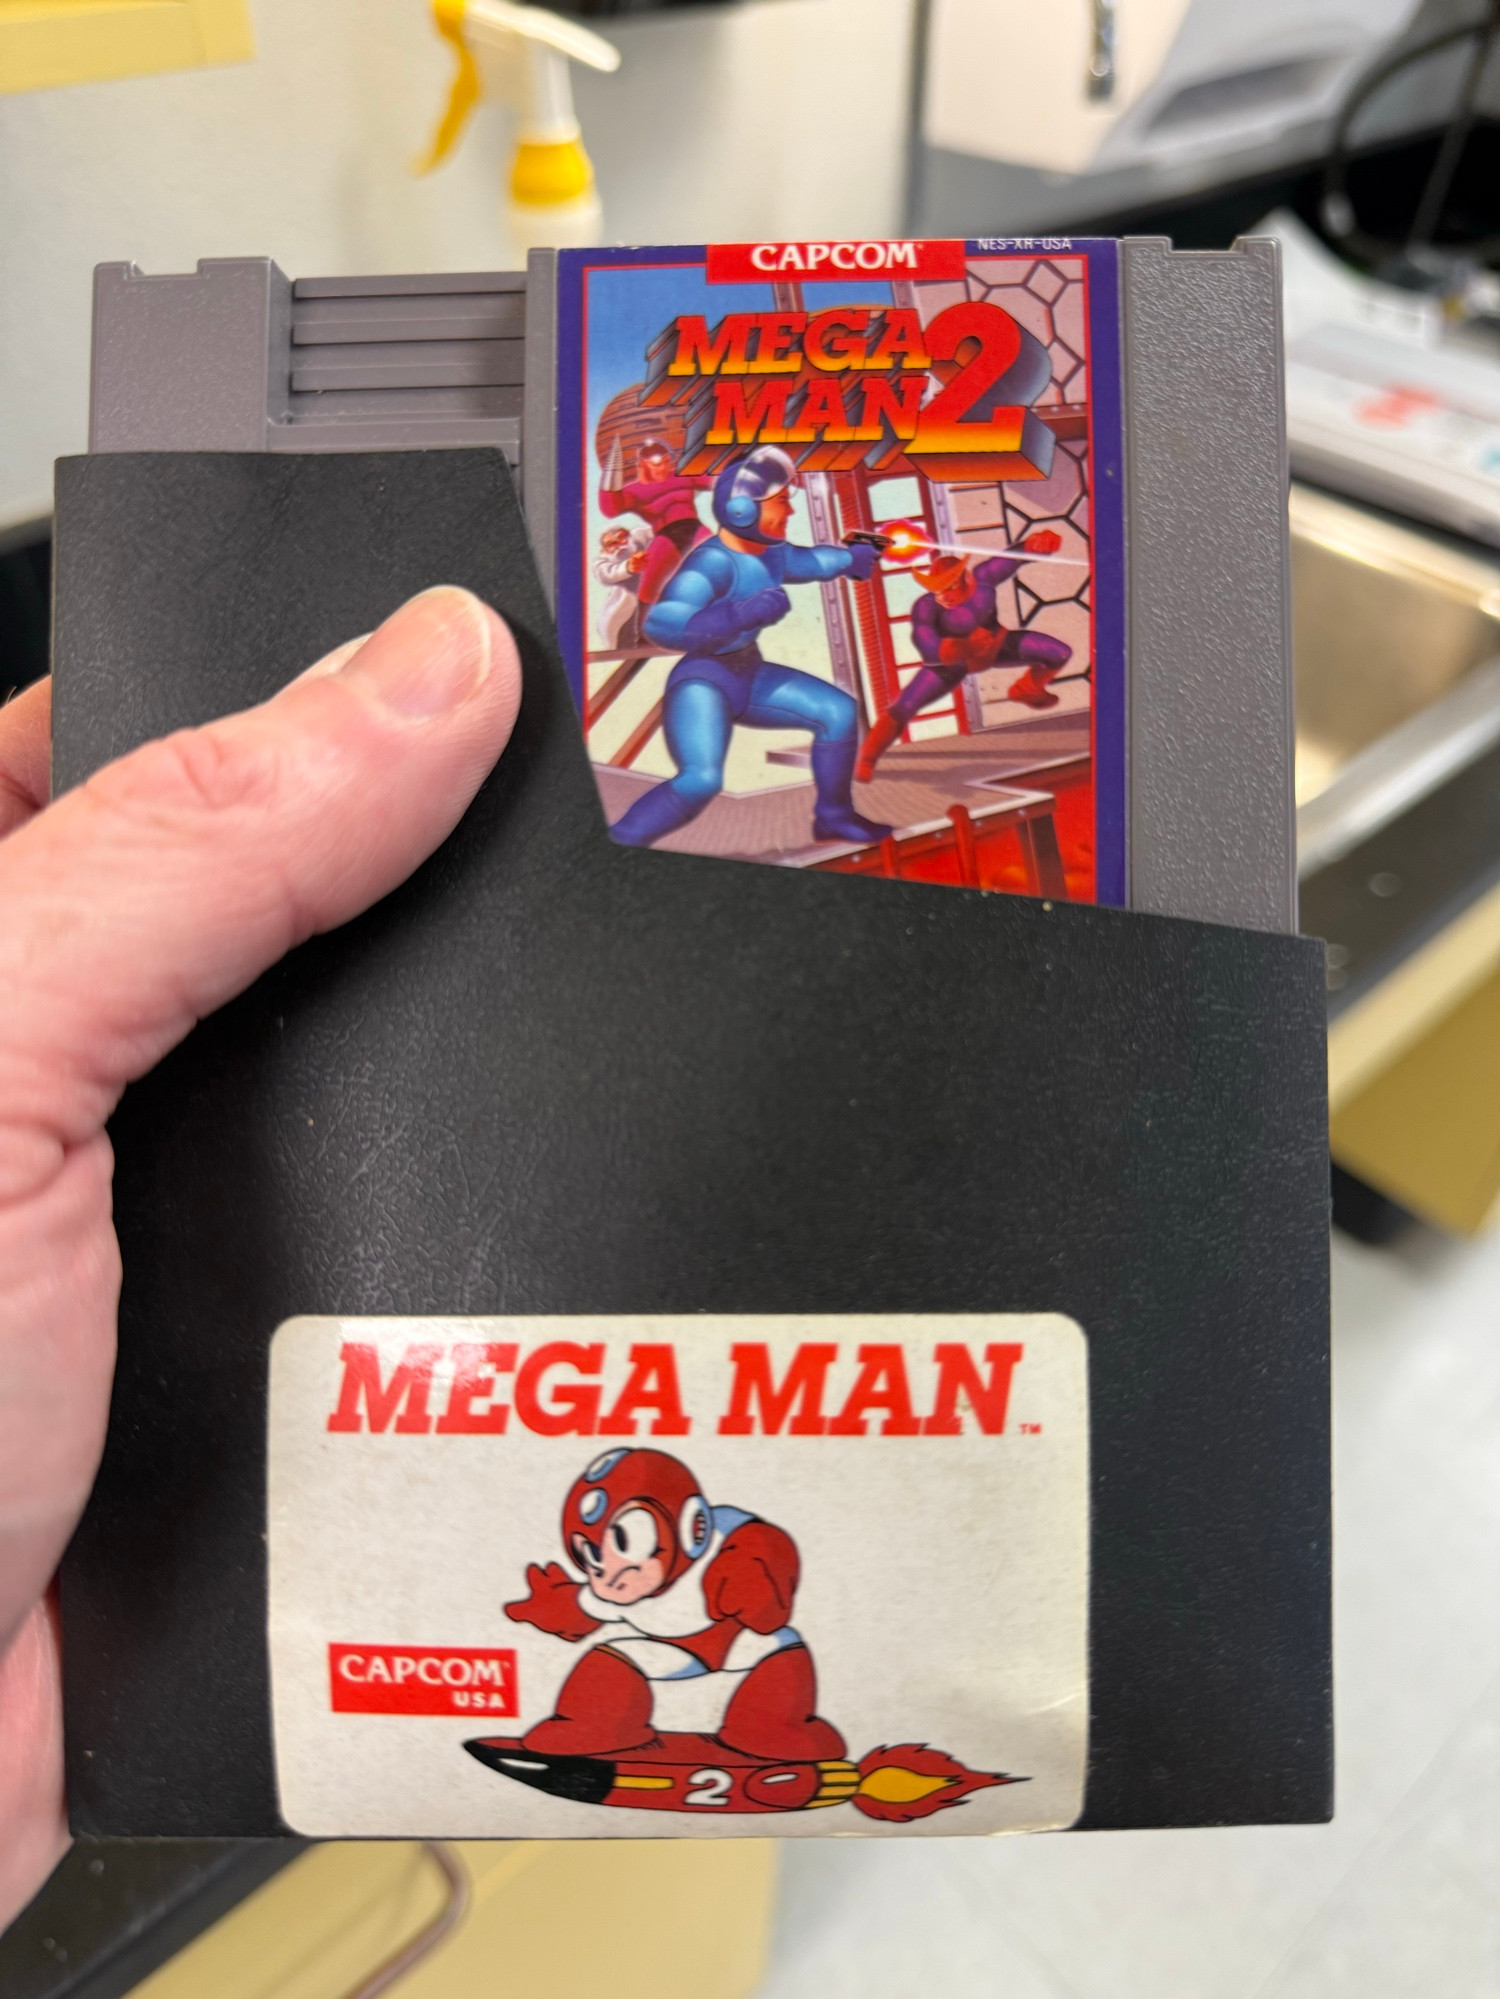 CAPCOM
NES-XR-USA
MEGA
MAN 2
MEGA MAN™
CAPCOM
USA
2